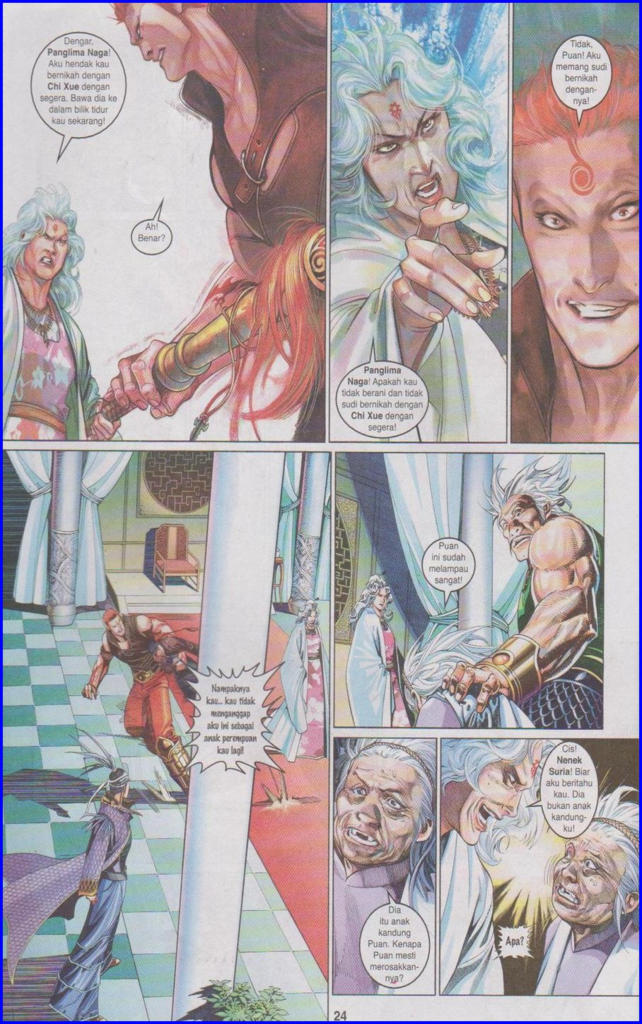 Dengar,
Panglima Naga!
Aku hendak kau
bernikah dengan
Chi Xue dengan
segera. Bawa dia ke
dalam bilik tidur
kau sekarang!
Ah!
Benar?
Panglima
Naga! Apakah kau
tidak berani dan tidak
sudi bernikah dengan
Chi Xue dengan
segera!
Tidak,
Puan! Aku
memang sudi
bernikah
dengan-
nya!
Nampaknya
kau... kau tidak
menganggap
aku ini sebagai
anak perempuan
kau lagi!
Puan
ini sudah
melampau
sangat!
Dia
itu anak
kandung
Puan. Kenapa
Puan mesti
merosakkan-
nya?
Cis!
Nenek
Suria! Biar
aku beritahu
kau. Dia
bukan anak
kandung-
ku!
Apa?
24